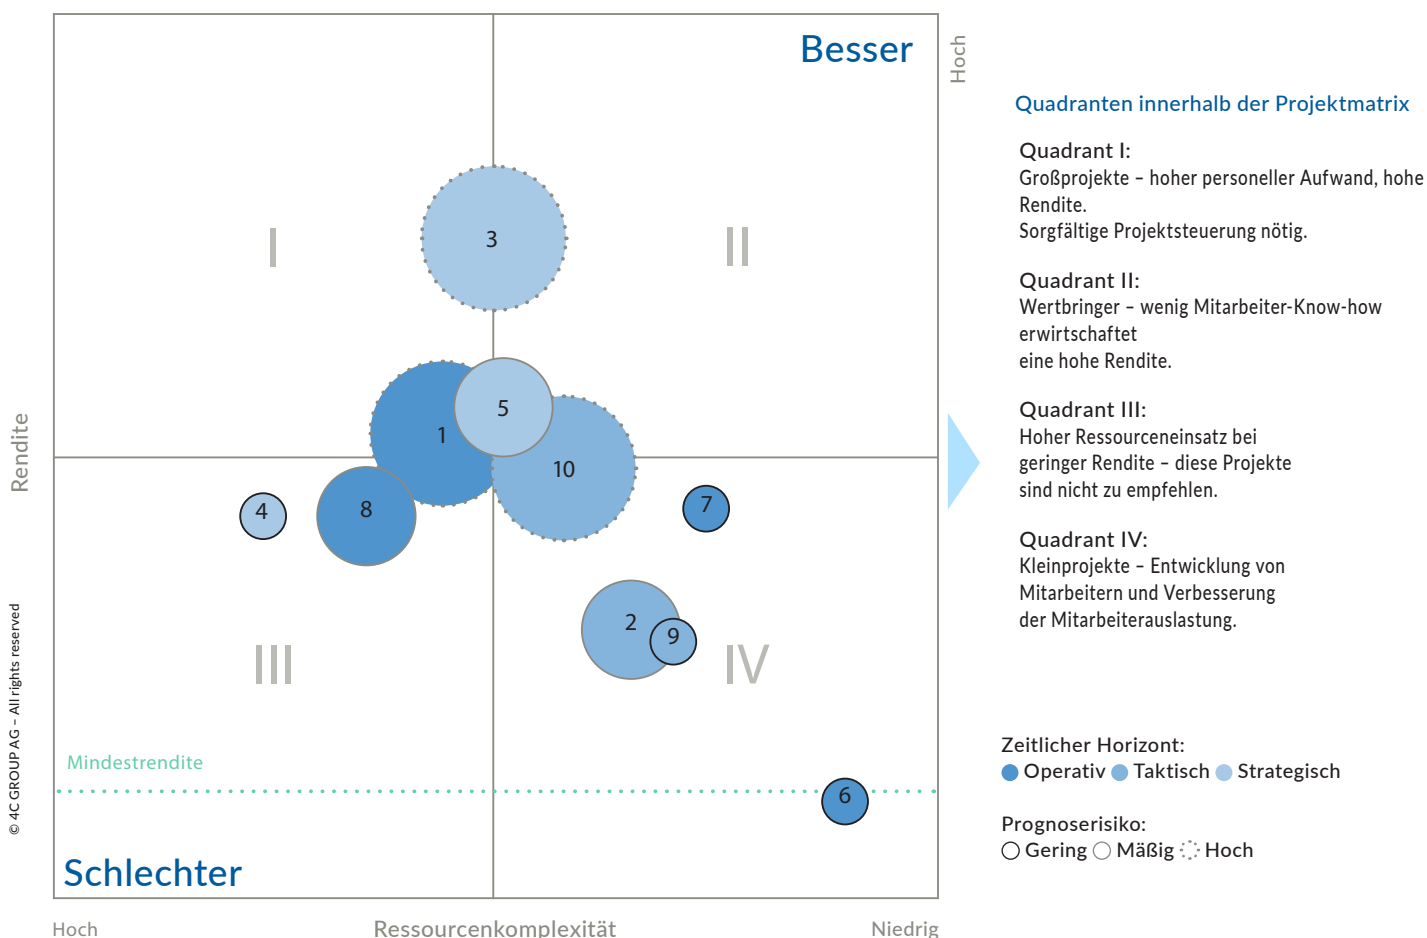 Besser
Hoch
Rendite
I
II
3
5
1
10
4
8
7
2
9
III
IV
Mindestrendite
6
Schlechter
Hoch
Ressourcenkomplexität
Niedrig
© 4C GROUP AG – All rights reserved
Quadranten innerhalb der Projektmatrix
Quadrant I:
Großprojekte – hoher personeller Aufwand, hohe
Rendite.
Sorgfältige Projektsteuerung nötig.
Quadrant II:
Wertbringer – wenig Mitarbeiter-Know-how
erwirtschaftet
eine hohe Rendite.
Quadrant III:
Hoher Ressourceneinsatz bei
geringer Rendite – diese Projekte
sind nicht zu empfehlen.
Quadrant IV:
Kleinprojekte – Entwicklung von
Mitarbeitern und Verbesserung
der Mitarbeiterauslastung.
Zeitlicher Horizont:
Operativ Taktisch Strategisch
Prognoserisiko:
Gering Mäßig Hoch